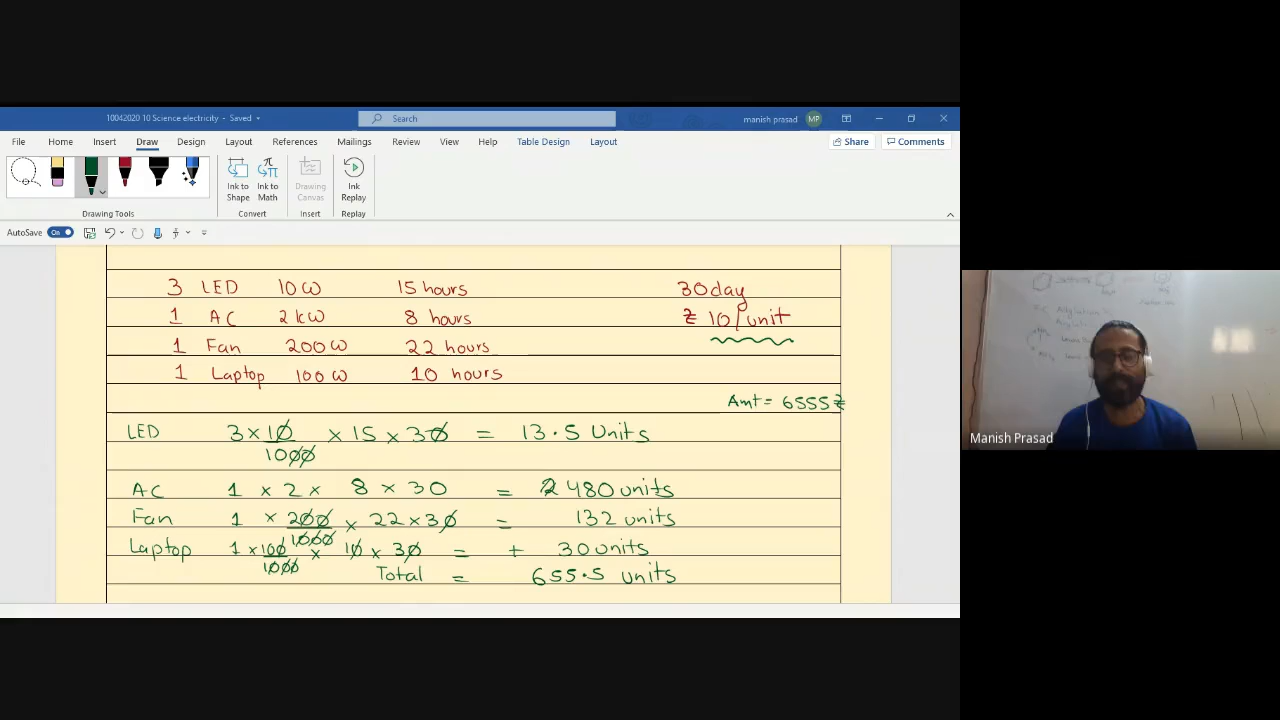 10042020 10 Science electricity - Saved
Search
manish prasad MP
File Home Insert Draw Design Layout References Mailings Review View Help Table Design Layout
Share Comments
Ink to Shape
Ink to Math
Drawing Canvas
Ink Replay
Drawing Tools Convert Insert Replay
AutoSave On
3 LED 10W 15 hours 30day
1 AC 2kW 8 hours ₹ 10/unit
1 Fan 200W 22 hours
1 Laptop 100W 10 hours
Amt = 6555₹
LED 3 × 10/1000 × 15 × 30 = 13.5 Units
AC 1 × 2 × 8 × 30 = 480 units
Fan 1 × 200/1000 × 22 × 30 = 132 units
Laptop 1 × 100/1000 × 10 × 30 = + 30 units
Total = 655.5 units
Manish Prasad